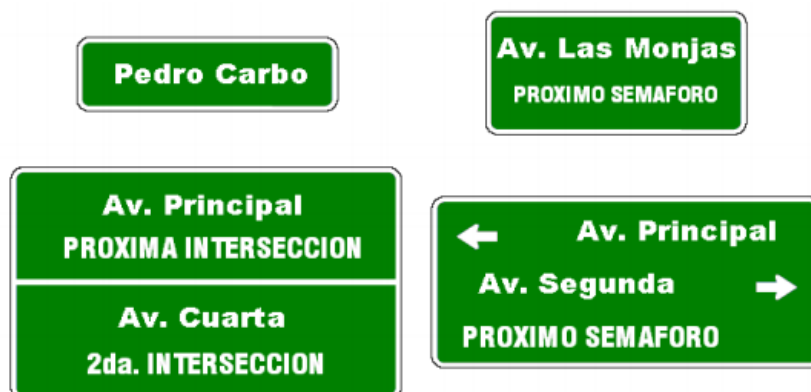 Pedro Carbo
Av. Las Monjas
PROXIMO SEMAFORO
Av. Principal
PROXIMA INTERSECCION
Av. Cuarta
2da. INTERSECCION
Av. Principal
Av. Segunda
PROXIMO SEMAFORO